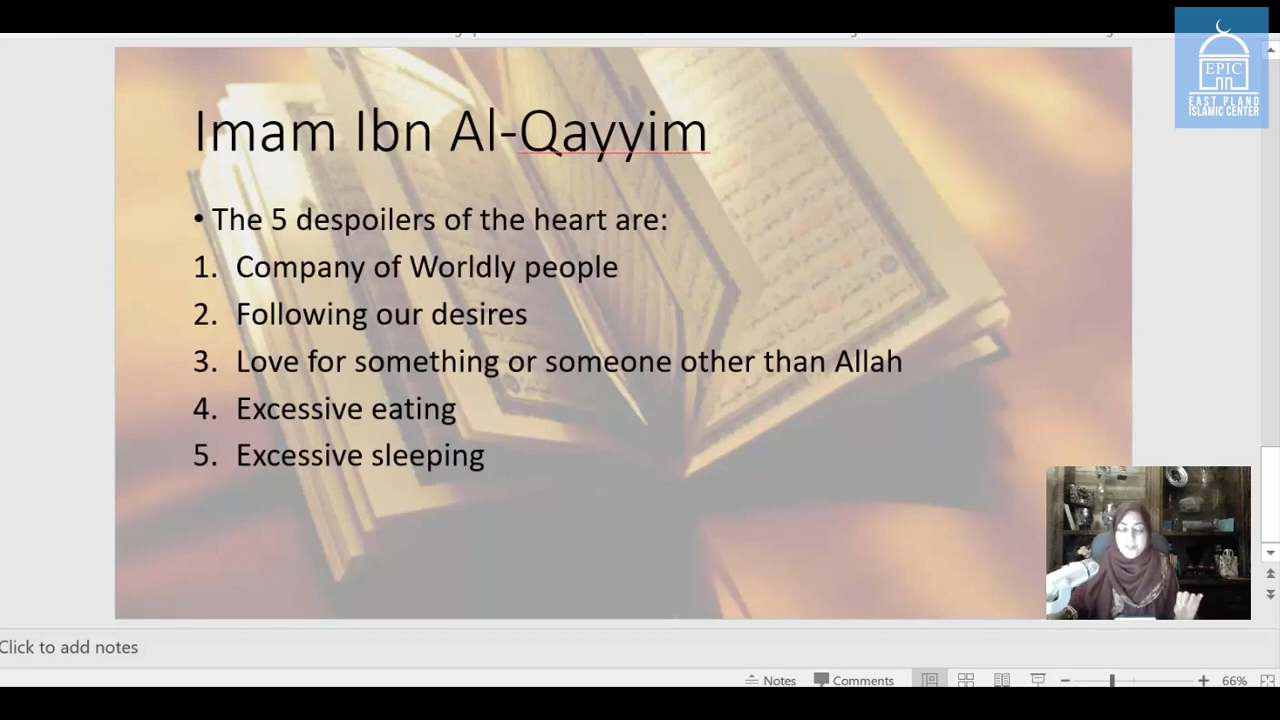 EPIC
EAST PLANO
ISLAMIC CENTER
Imam Ibn Al-Qayyim
• The 5 despoilers of the heart are:
1. Company of Worldly people
2. Following our desires
3. Love for something or someone other than Allah
4. Excessive eating
5. Excessive sleeping
Click to add notes
Notes
Comments
66%